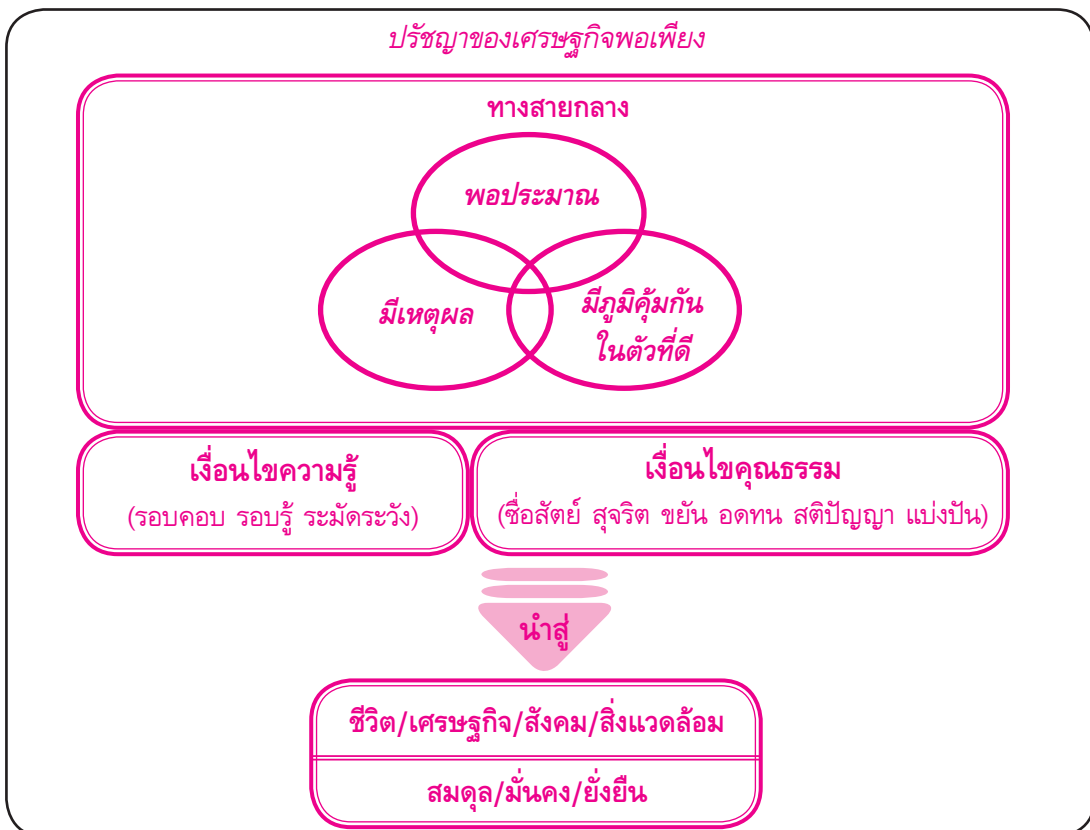 ปรัชญาของเศรษฐกิจพอเพียง
ทางสายกลาง
พอประมาณ
มีเหตุผล
มีภูมิคุ้มกัน
ในตัวที่ดี
เงื่อนไขความรู้
(รอบคอบ รอบรู้ ระมัดระวัง)
เงื่อนไขคุณธรรม
(ซื่อสัตย์ สุจริต ขยัน อดทน สติปัญญา แบ่งปัน)
นำสู่
ชีวิต/เศรษฐกิจ/สังคม/สิ่งแวดล้อม
สมดุล/มั่นคง/ยั่งยืน